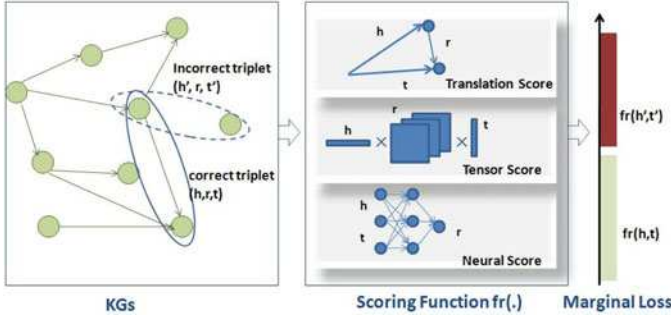 Incorrect triplet
(h', r, t')
correct triplet
(h,r,t)
KGs
h
r
t
Translation Score
h
×
r
×
t
Tensor Score
h
t
r
Neural Score
Scoring Function fr(.)
fr(h',t')
fr(h,t)
Marginal Loss